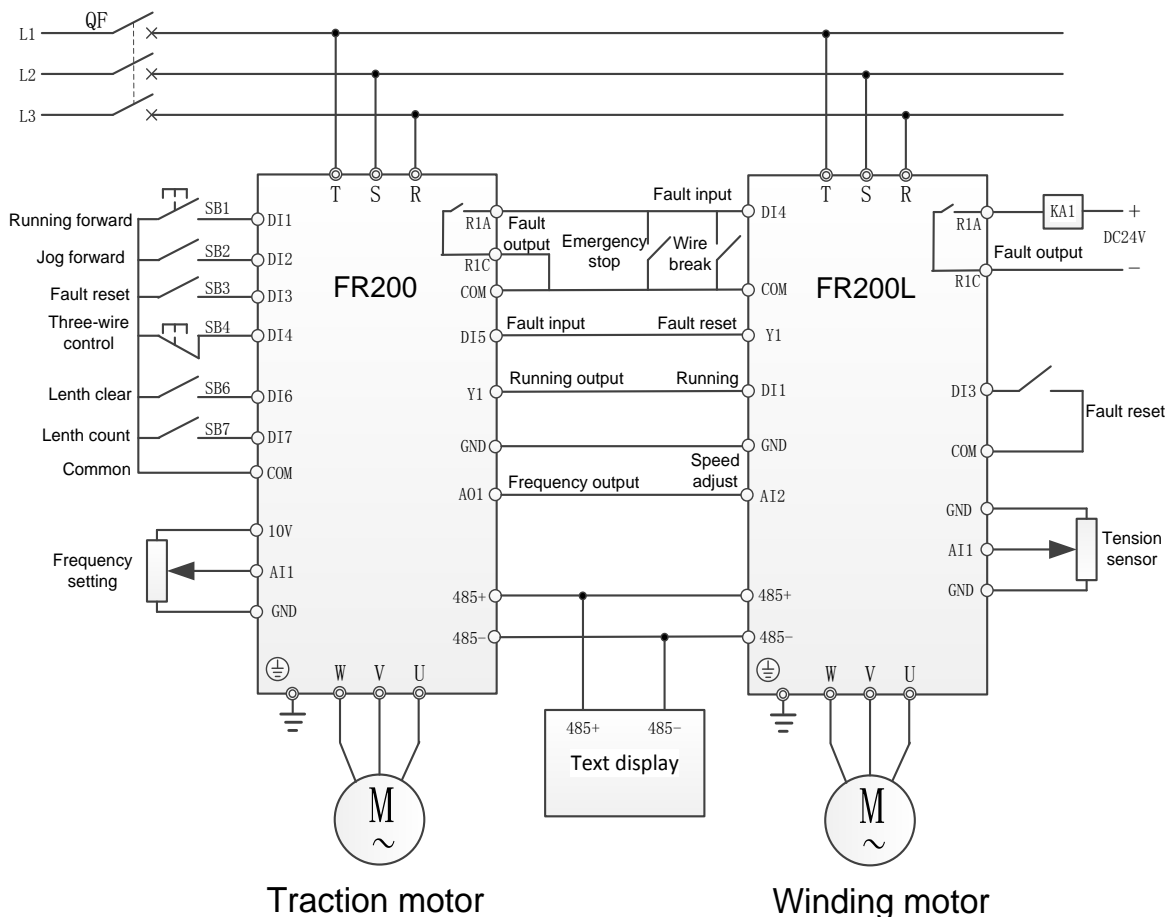 QF
L1
L2
L3
T S R
T S R
Running forward
SB1
DI1
Jog forward
SB2
DI2
Fault reset
SB3
DI3
Three-wire
control
SB4
DI4
Lenth clear
SB6
DI6
Lenth count
SB7
DI7
Common
COM
10V
Frequency
setting
AI1
GND
FR200
R1A
R1C
COM
DI5
Y1
GND
AO1
485+
485-
W V U
Fault
output
Emergency
stop
Wire
break
Fault input
Fault input
Fault reset
Running output
Running
Frequency output
Speed
adjust
DI4
COM
Y1
DI1
GND
AI2
485+
485-
FR200L
R1A
R1C
KA1
+
DC24V
-
Fault output
DI3
Fault reset
COM
GND
AI1
GND
Tension
sensor
W V U
485+ 485-
Text display
M
~
M
~
Traction motor
Winding motor